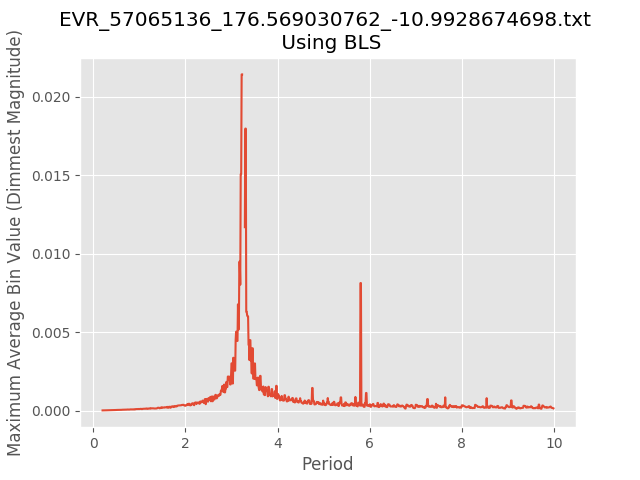 EVR_57065136_176.569030762_-10.9928674698.txt
Using BLS
Maximum Average Bin Value (Dimmest Magnitude)
0.020
0.015
0.010
0.005
0.000
0
2
4
6
8
10
Period